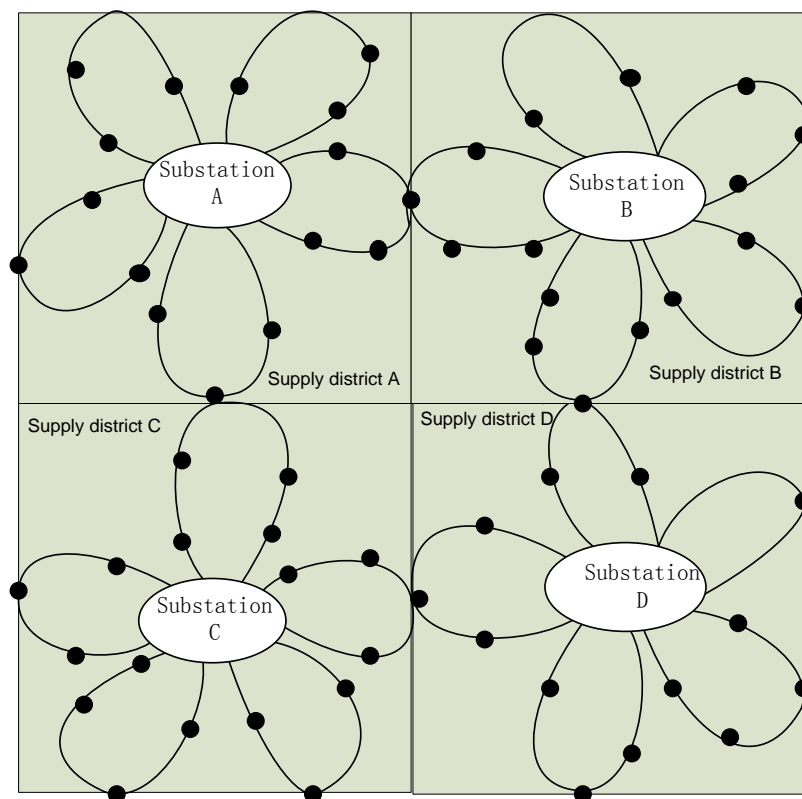 Substation
A
Substation
B
Supply district A
Supply district B
Supply district C
Supply district D
Substation
C
Substation
D